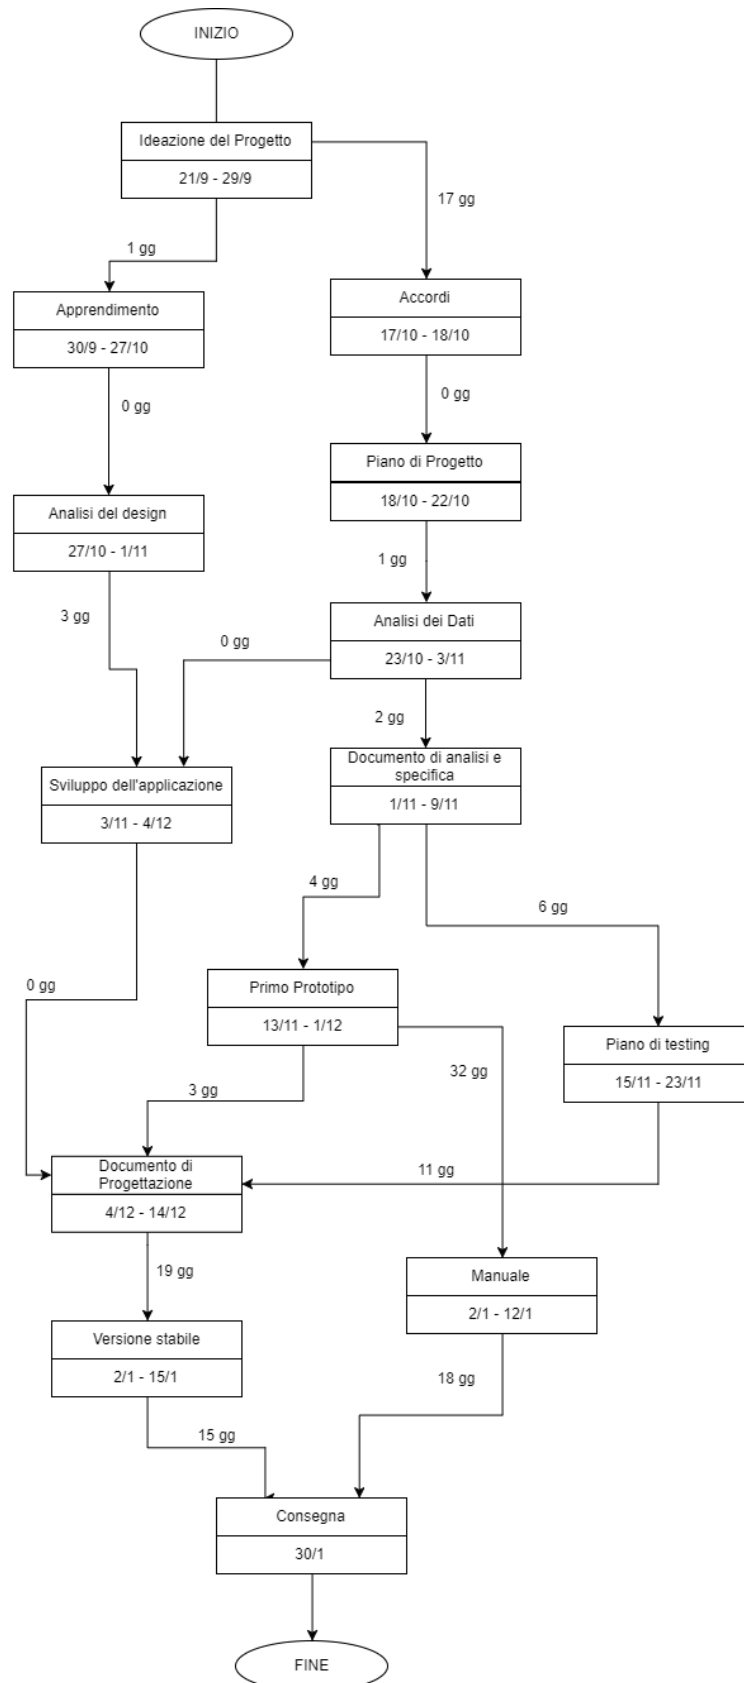 INIZIO
Ideazione del Progetto
21/9 - 29/9
17 gg
1 gg
Accordi
17/10 - 18/10
Apprendimento
30/9 - 27/10
0 gg
0 gg
Piano di Progetto
18/10 - 22/10
Analisi del design
27/10 - 1/11
1 gg
3 gg
Analisi dei Dati
23/10 - 3/11
0 gg
2 gg
Documento di analisi e
specifica
1/11 - 9/11
Sviluppo dell'applicazione
3/11 - 4/12
4 gg
6 gg
0 gg
Primo Prototipo
13/11 - 1/12
Piano di testing
15/11 - 23/11
32 gg
3 gg
11 gg
Documento di
Progettazione
4/12 - 14/12
19 gg
Manuale
2/1 - 12/1
Versione stabile
2/1 - 15/1
18 gg
15 gg
Consegna
30/1
FINE